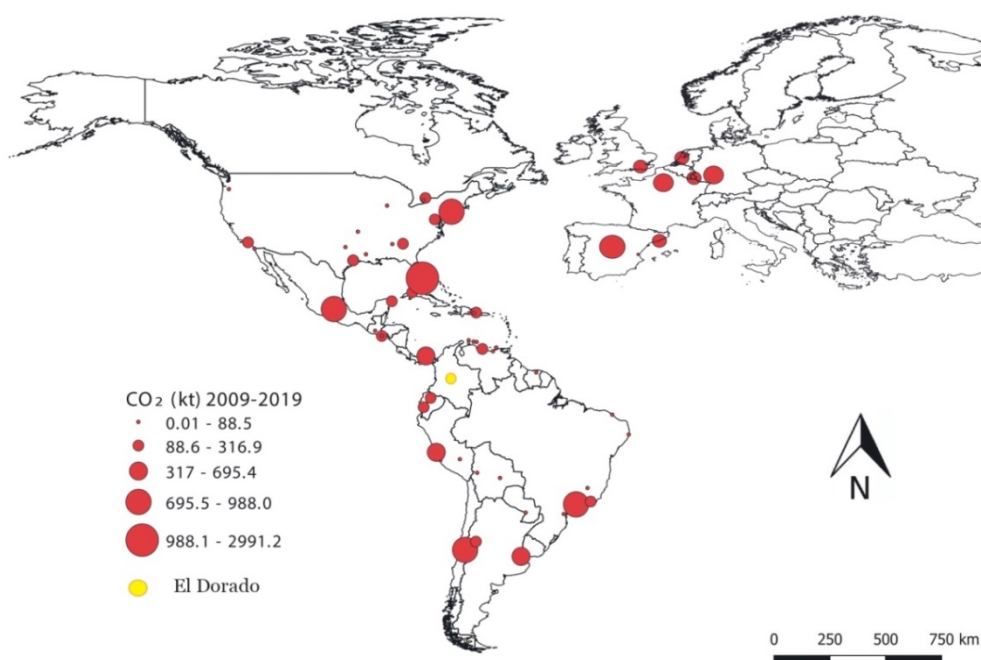 CO₂ (kt) 2009-2019
0.01 - 88.5
88.6 - 316.9
317 - 695.4
695.5 - 988.0
988.1 - 2991.2
El Dorado
N
0 250 500 750 km